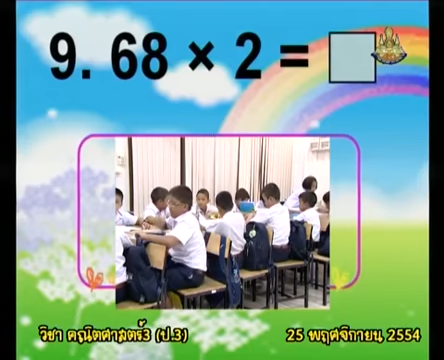 9. 68 × 2 = □
วิชา คณิตศาสตร์3 (ป.3)
25 พฤศจิกายน 2554